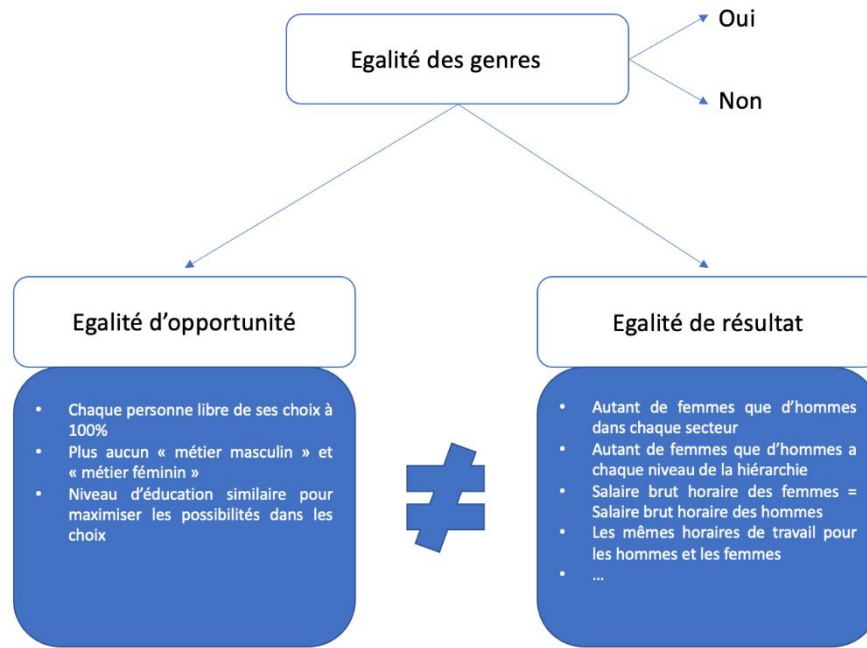 Egalité des genres
Oui
Non
Egalité d'opportunité
• Chaque personne libre de ses choix à
100%
• Plus aucun « métier masculin » et
« métier féminin »
• Niveau d'éducation similaire pour
maximiser les possibilités dans les
choix
≠
Egalité de résultat
• Autant de femmes que d'hommes
dans chaque secteur
• Autant de femmes que d'hommes a
chaque niveau de la hiérarchie
• Salaire brut horaire des femmes =
Salaire brut horaire des hommes
• Les mêmes horaires de travail pour
les hommes et les femmes
• ...